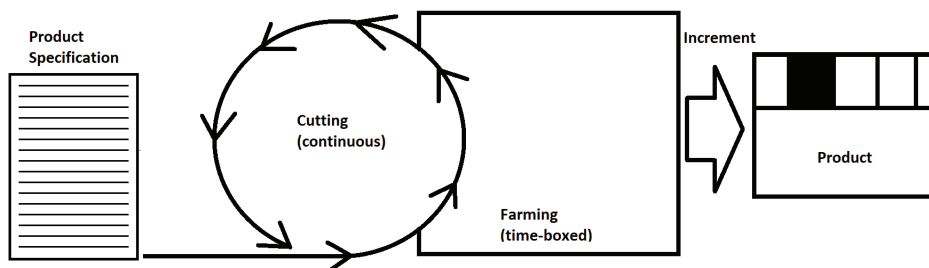 Product
Specification
Cutting
(continuous)
Farming
(time-boxed)
Increment
Product